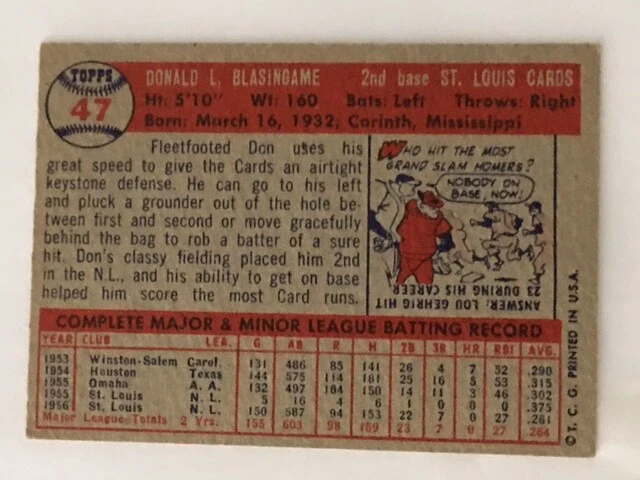 TOPPS
47
DONALD L. BLASINGAME 2nd base ST. LOUIS CARDS
Ht: 5'10" Wt: 160 Bats: Left Throws: Right
Born: March 16, 1932; Corinth, Mississippi
Fleetfooted Don uses his
great speed to give the Cards an airtight
keystone defense. He can go to his left
and pluck a grounder out of the hole be-
tween first and second or move gracefully
behind the bag to rob a batter of a sure
hit. Don's classy fielding placed him 2nd
in the N.L., and his ability to get on base
helped him score the most Card runs.
WHO HIT THE MOST
GRAND SLAM HOMERS?
NOBODY ON
BASE, NOW!
ANSWER: LOU GEHRIG HIT
23 DURING HIS CAREER
COMPLETE MAJOR & MINOR LEAGUE BATTING RECORD
YEAR CLUB LEA. G AB R H 2B 3B HR RBI AVG.
1953 Winston-Salem Carol. 131 486 85 141 26 4 7 52 .290
1954 Houston Texas 144 575 114 181 25 16 5 53 .315
1955 Omaha A. A. 132 497 104 150 14 11 3 46 .302
1955 St. Louis N. L. 5 16 4 6 1 0 0 0 .375
1956 St. Louis N. L. 150 587 94 153 22 7 0 27 .261
Major League Totals 2 Yrs. 155 603 98 159 23 7 0 27 .264
© T. C. G. PRINTED IN U.S.A.